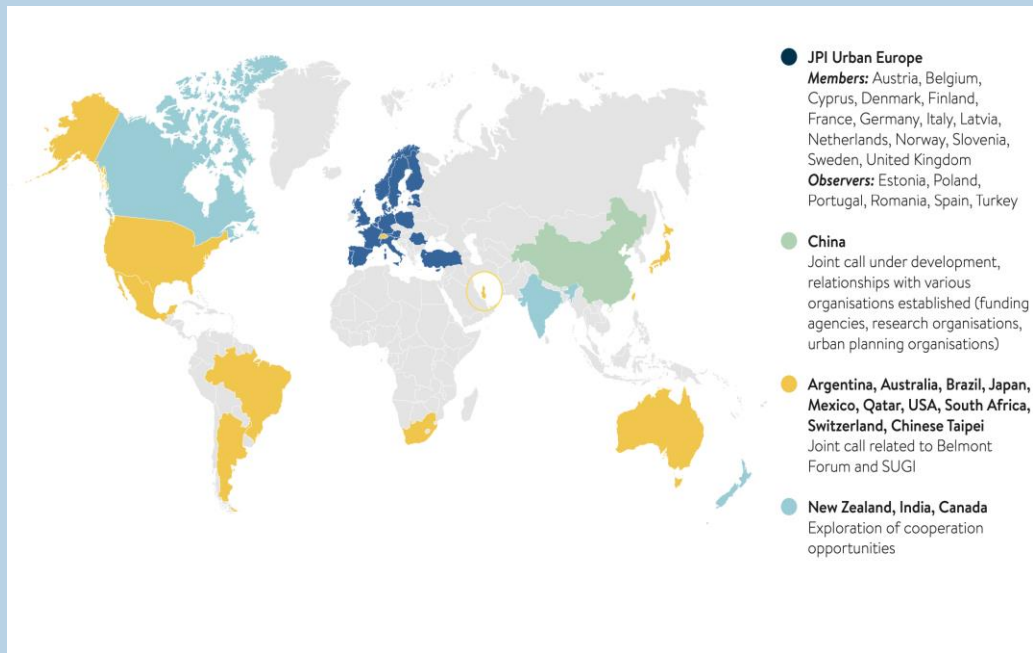 JPI Urban Europe
Members: Austria, Belgium,
Cyprus, Denmark, Finland,
France, Germany, Italy, Latvia,
Netherlands, Norway, Slovenia,
Sweden, United Kingdom
Observers: Estonia, Poland,
Portugal, Romania, Spain, Turkey
China
Joint call under development,
relationships with various
organisations established (funding
agencies, research organisations,
urban planning organisations)
Argentina, Australia, Brazil, Japan,
Mexico, Qatar, USA, South Africa,
Switzerland, Chinese Taipei
Joint call related to Belmont
Forum and SUGI
New Zealand, India, Canada
Exploration of cooperation
opportunities